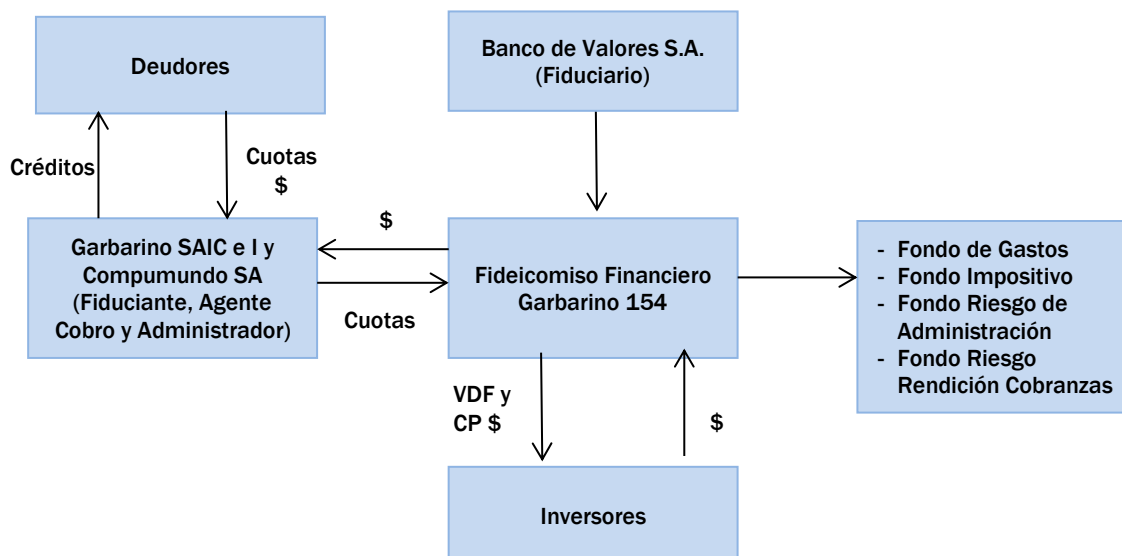 Deudores
Banco de Valores S.A.
(Fiduciario)
Créditos
Cuotas
$
$
Garbarino SAIC e I y
Compumundo SA
(Fiduciante, Agente
Cobro y Administrador)
Cuotas
Fideicomiso Financiero
Garbarino 154
- Fondo de Gastos
- Fondo Impositivo
- Fondo Riesgo de
Administración
- Fondo Riesgo
Rendición Cobranzas
VDF y
CP $
$
Inversores